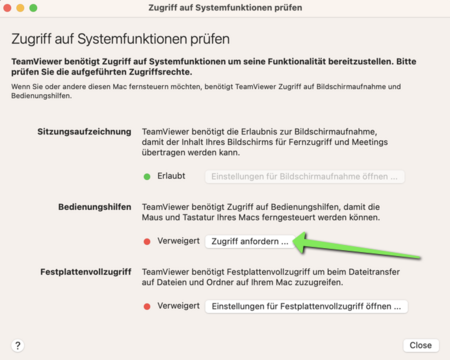 Zugriff auf Systemfunktionen prüfen
Zugriff auf Systemfunktionen prüfen
TeamViewer benötigt Zugriff auf Systemfunktionen um seine Funktionalität bereitzustellen. Bitte
prüfen Sie die aufgeführten Zugriffsrechte.
Wenn Sie oder andere diesen Mac fernsteuern möchten, benötigt TeamViewer Zugriff auf Bildschirmaufnahme und
Bedienungshilfen.
Sitzungsaufzeichnung
TeamViewer benötigt die Erlaubnis zur Bildschirmaufnahme,
damit der Inhalt Ihres Bildschirms für Fernzugriff und Meetings
übertragen werden kann.
Erlaubt
Einstellungen für Bildschirmaufnahme öffnen ...
Bedienungshilfen
TeamViewer benötigt Zugriff auf Bedienungshilfen, damit die
Maus und Tastatur Ihres Macs ferngesteuert werden können.
Verweigert
Zugriff anfordern ...
Festplattenvollzugriff
TeamViewer benötigt Festplattenvollzugriff um beim Dateitransfer
auf Dateien und Ordner auf Ihrem Mac zuzugreifen.
Verweigert
Einstellungen für Festplattenvollzugriff öffnen ...
?
Close